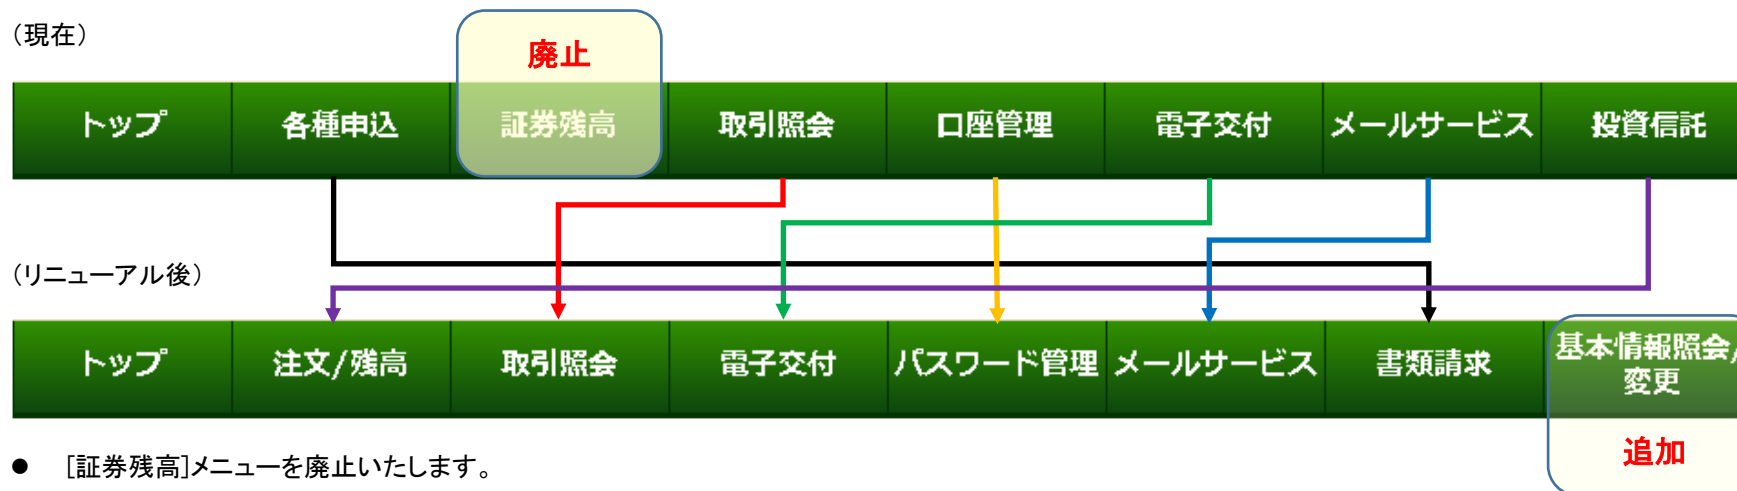 （現在）
廃止
トップ 各種申込 証券残高 取引照会 口座管理 電子交付 メールサービス 投資信託
（リニューアル後）
トップ 注文/残高 取引照会 電子交付 パスワード管理 メールサービス 書類請求 基本情報照会/
変更
追加
● [証券残高]メニューを廃止いたします。